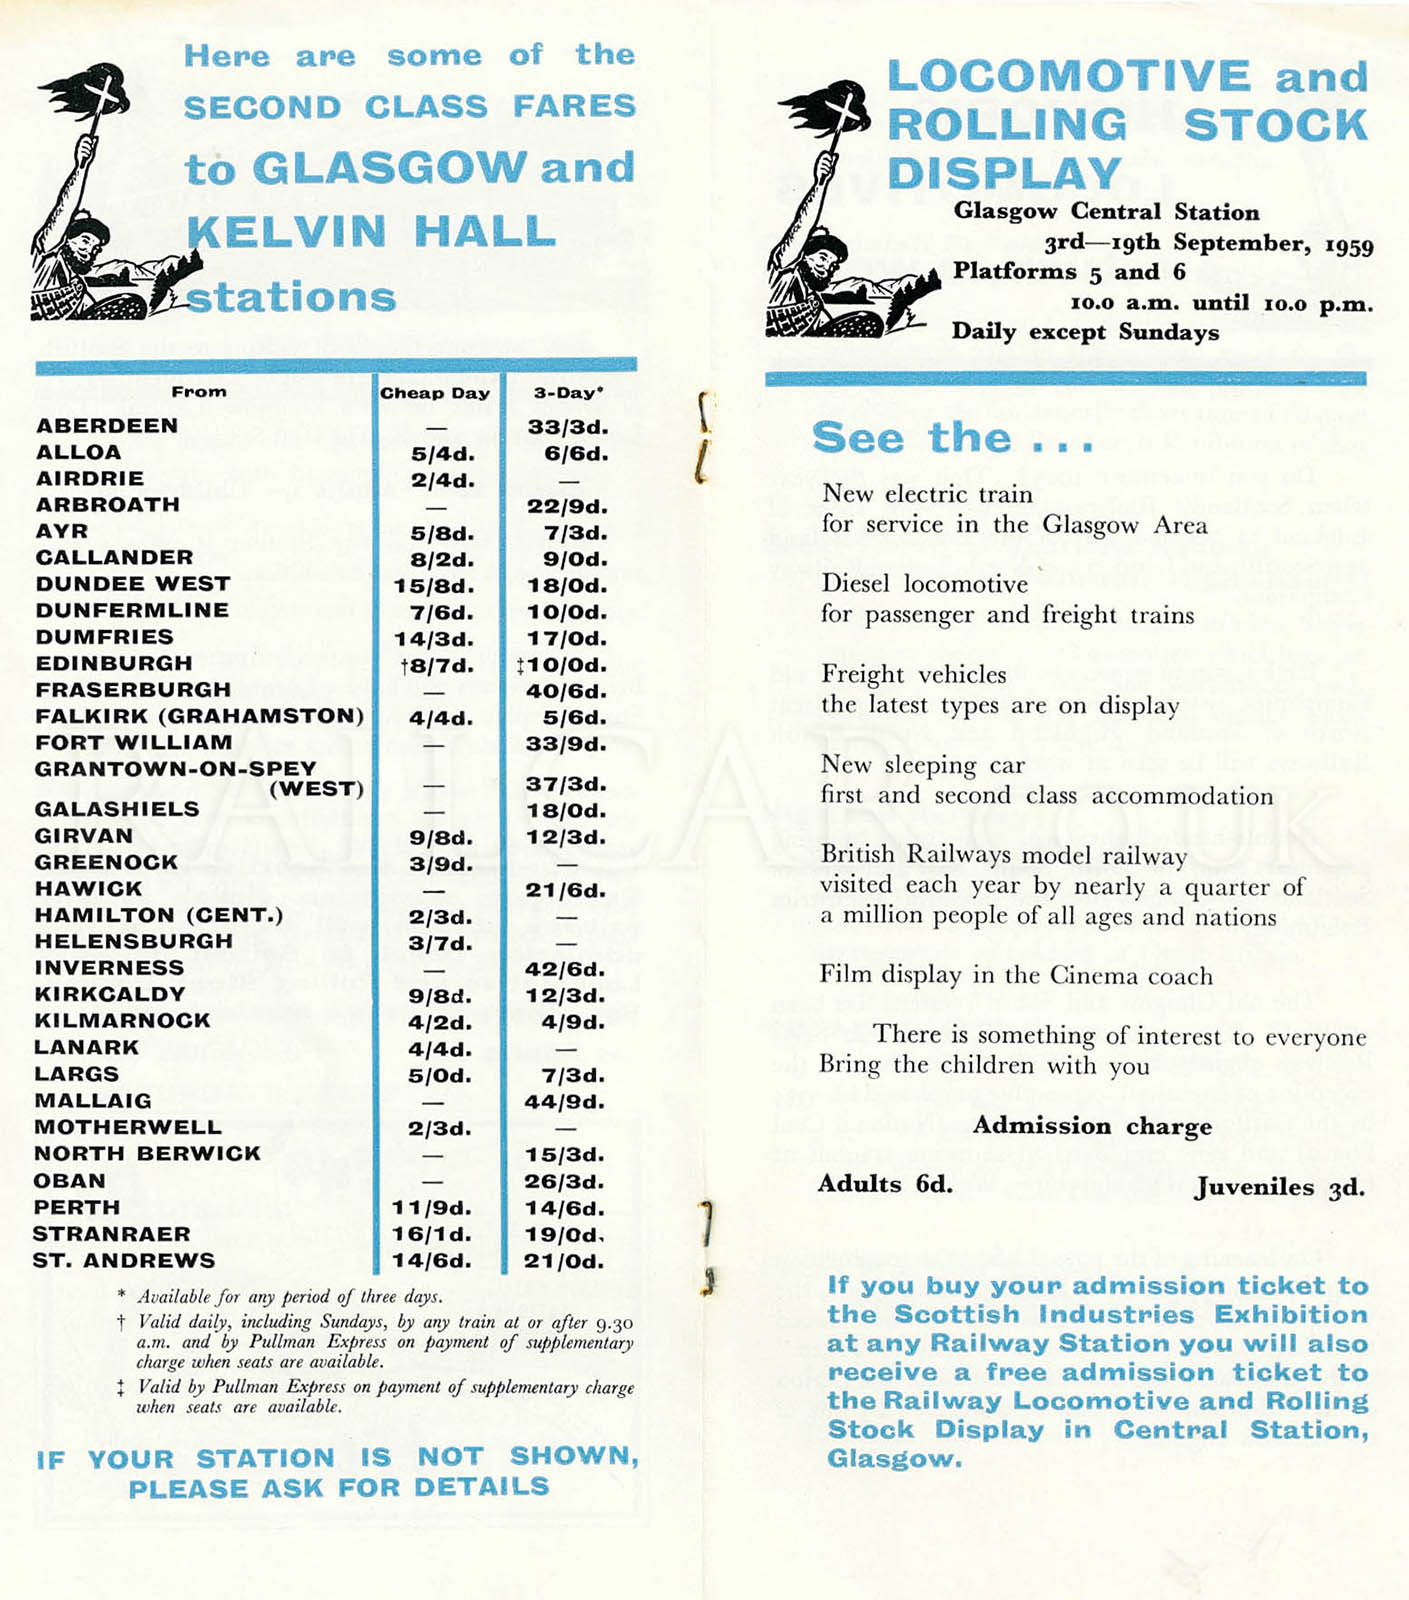 Here are some of the
SECOND CLASS FARES
to GLASGOW and
KELVIN HALL
stations
From Cheap Day 3-Day*
ABERDEEN — 33/3d.
ALLOA 5/4d. 6/6d.
AIRDRIE 2/4d. —
ARBROATH — 22/9d.
AYR 5/8d. 7/3d.
CALLANDER 8/2d. 9/0d.
DUNDEE WEST 15/8d. 18/0d.
DUNFERMLINE 7/6d. 10/0d.
DUMFRIES 14/3d. 17/0d.
EDINBURGH †8/7d. ‡10/0d.
FRASERBURGH — 40/6d.
FALKIRK (GRAHAMSTON) 4/4d. 5/6d.
FORT WILLIAM — 33/9d.
GRANTOWN-ON-SPEY
(WEST) — 37/3d.
GALASHIELS — 18/0d.
GIRVAN 9/8d. 12/3d.
GREENOCK 3/9d. —
HAWICK — 21/6d.
HAMILTON (CENT.) 2/3d. —
HELENSBURGH 3/7d. —
INVERNESS — 42/6d.
KIRKCALDY 9/8d. 12/3d.
KILMARNOCK 4/2d. 4/9d.
LANARK 4/4d. —
LARGS 5/0d. 7/3d.
MALLAIG — 44/9d.
MOTHERWELL 2/3d. —
NORTH BERWICK — 15/3d.
OBAN — 26/3d.
PERTH 11/9d. 14/6d.
STRANRAER 16/1d. 19/0d.
ST. ANDREWS 14/6d. 21/0d.
* Available for any period of three days.
† Valid daily, including Sundays, by any train at or after 9.30
a.m. and by Pullman Express on payment of supplementary
charge when seats are available.
‡ Valid by Pullman Express on payment of supplementary charge
when seats are available.
IF YOUR STATION IS NOT SHOWN,
PLEASE ASK FOR DETAILS
LOCOMOTIVE and
ROLLING STOCK
DISPLAY
Glasgow Central Station
3rd—19th September, 1959
Platforms 5 and 6
10.0 a.m. until 10.0 p.m.
Daily except Sundays
See the . . .
New electric train
for service in the Glasgow Area
Diesel locomotive
for passenger and freight trains
Freight vehicles
the latest types are on display
New sleeping car
first and second class accommodation
British Railways model railway
visited each year by nearly a quarter of
a million people of all ages and nations
Film display in the Cinema coach
There is something of interest to everyone
Bring the children with you
Admission charge
Adults 6d. Juveniles 3d.
If you buy your admission ticket to
the Scottish Industries Exhibition
at any Railway Station you will also
receive a free admission ticket to
the Railway Locomotive and Rolling
Stock Display in Central Station,
Glasgow.
RAILCAR.CO.UK